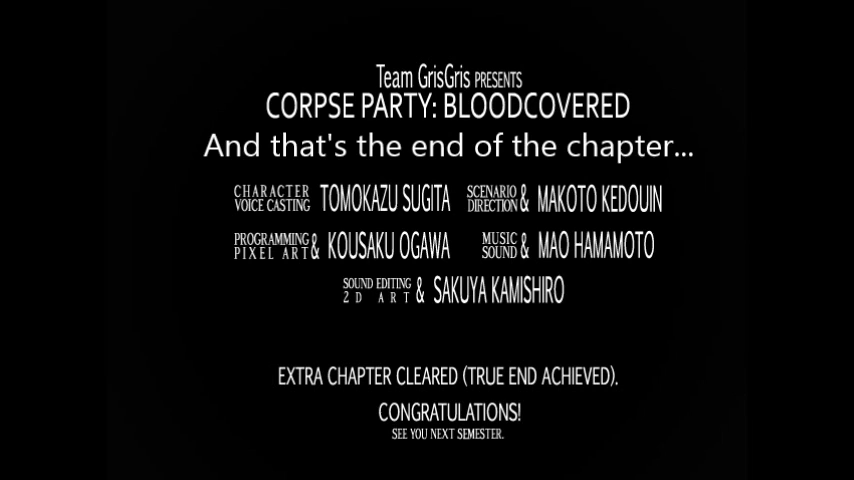 Team GrisGris PRESENTS
CORPSE PARTY: BLOODCOVERED
And that's the end of the chapter...
CHARACTER VOICE CASTING TOMOKAZU SUGITA SCENARIO DIRECTION & MAKOTO KEDOUIN
PROGRAMMING PIXEL ART & KOUSAKU OGAWA MUSIC SOUND & MAO HAMAMOTO
SOUND EDITING 2D ART & SAKUYA KAMISHIRO
EXTRA CHAPTER CLEARED (TRUE END ACHIEVED).
CONGRATULATIONS!
SEE YOU NEXT SEMESTER.